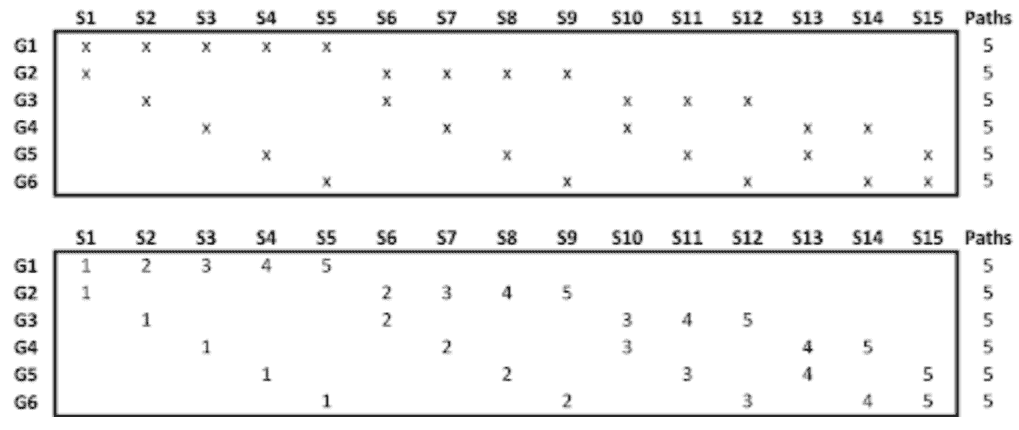 S1 S2 S3 S4 S5 S6 S7 S8 S9 S10 S11 S12 S13 S14 S15 Paths
G1 x x x x x 5
G2 x x x x x 5
G3 x x x x x 5
G4 x x x x x 5
G5 x x x x x 5
G6 x x x x x 5
S1 S2 S3 S4 S5 S6 S7 S8 S9 S10 S11 S12 S13 S14 S15 Paths
G1 1 2 3 4 5 5
G2 1 2 3 4 5 5
G3 1 2 3 4 5 5
G4 1 2 3 4 5 5
G5 1 2 3 4 5 5
G6 1 2 3 4 5 5